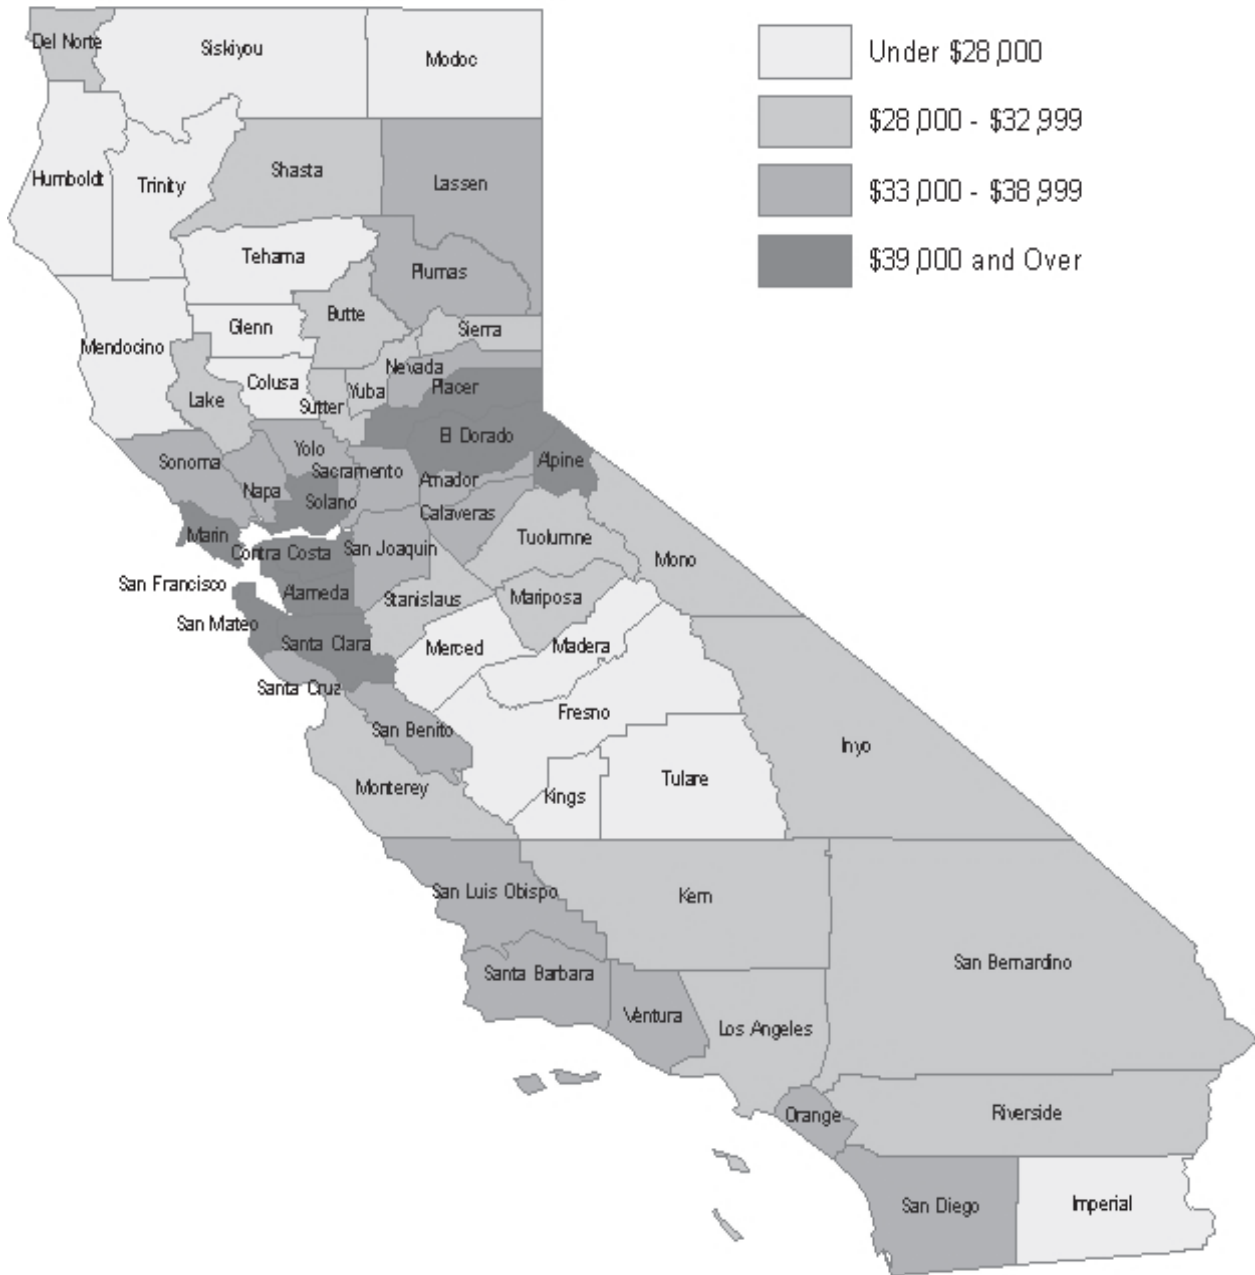 Del Norte
Siskiyou
Modoc
Under $28,000
$28,000 - $32,999
$33,000 - $38,999
$39,000 and Over
Humboldt
Trinity
Shasta
Lassen
Tehama
Plumas
Butte
Glenn
Sierra
Mendocino
Nevada
Colusa
Yuba
Placer
Lake
Sutter
El Dorado
Yolo
Sonoma
Sacramento
Alpine
Napa
Amador
Solano
Calaveras
Marin
Contra Costa
San Joaquin
Tuolumne
Mono
San Francisco
Alameda
Stanislaus
Mariposa
San Mateo
Santa Clara
Merced
Madera
Santa Cruz
Fresno
San Benito
Inyo
Monterey
Kings
Tulare
San Luis Obispo
Kern
San Bernardino
Santa Barbara
Ventura
Los Angeles
Orange
Riverside
San Diego
Imperial